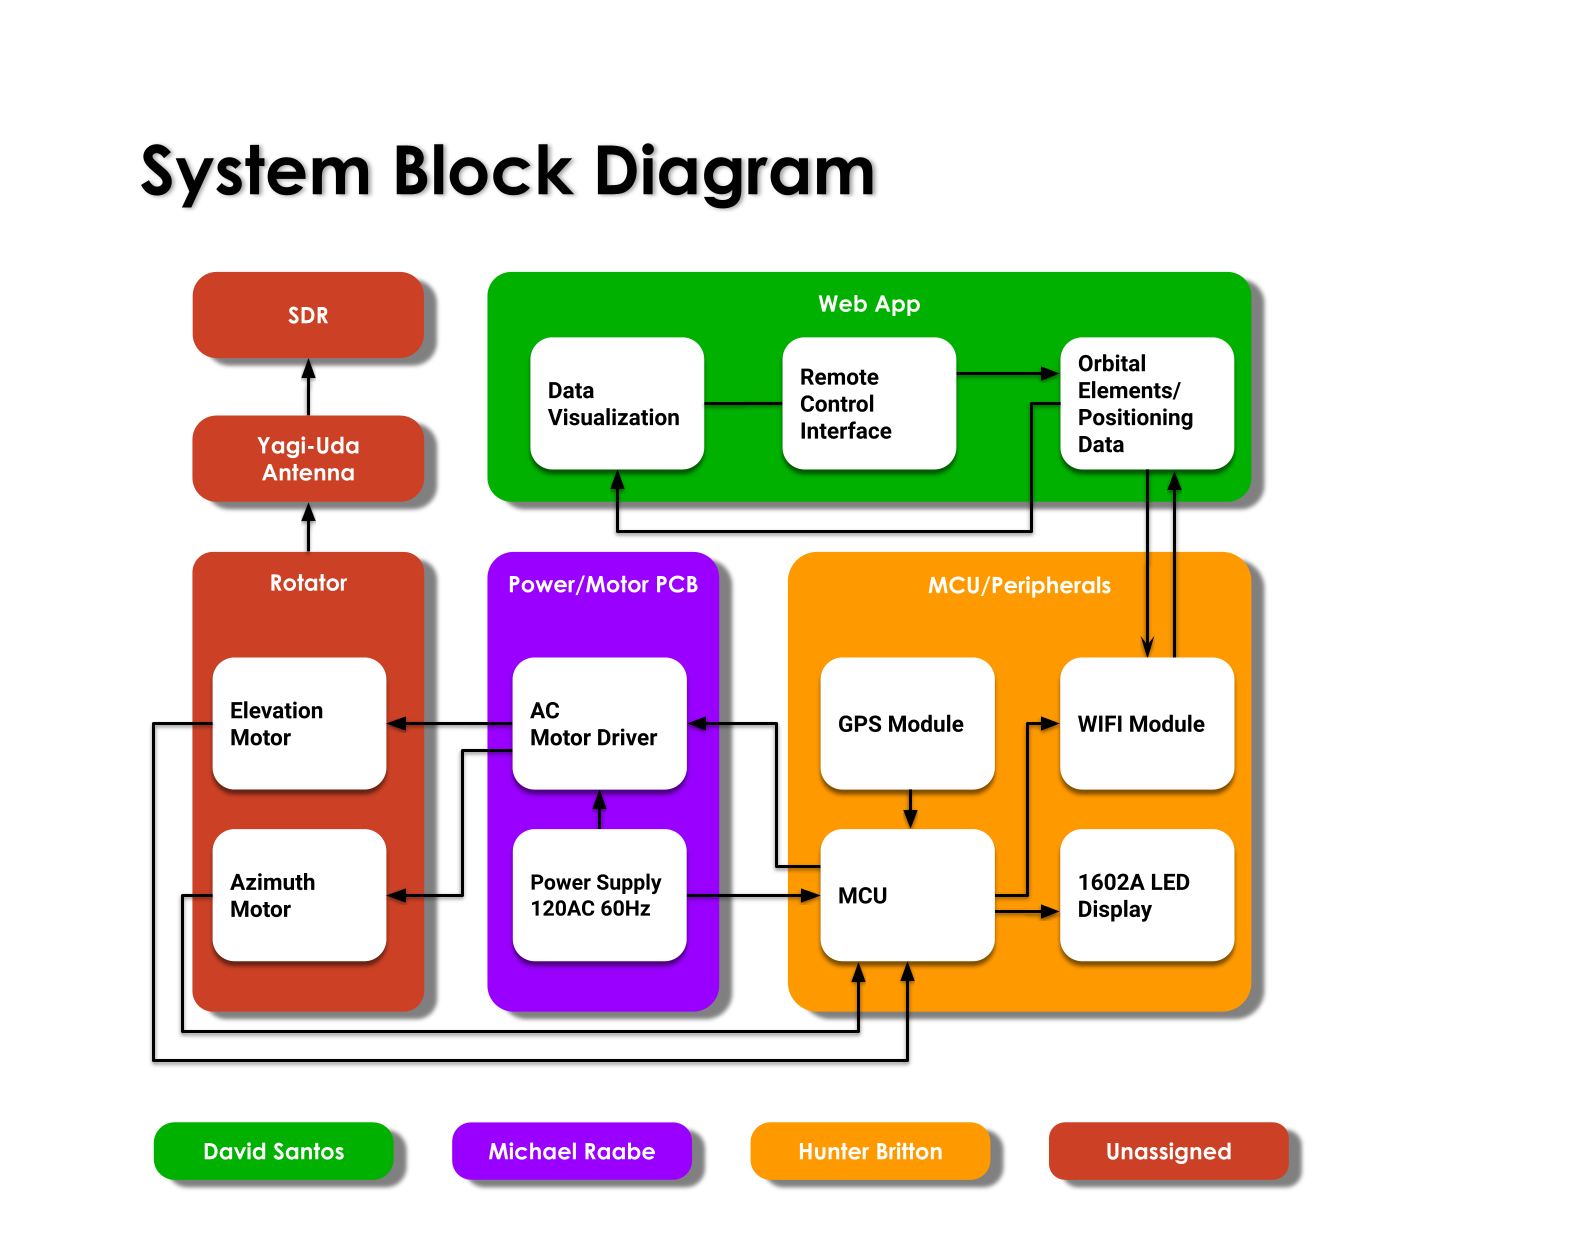 System Block Diagram
SDR
Yagi-Uda
Antenna
Web App
Data
Visualization
Remote
Control
Interface
Orbital
Elements/
Positioning
Data
Rotator
Elevation
Motor
Azimuth
Motor
Power/Motor PCB
AC
Motor Driver
Power Supply
120AC 60Hz
MCU/Peripherals
GPS Module
WIFI Module
MCU
1602A LED
Display
David Santos
Michael Raabe
Hunter Britton
Unassigned